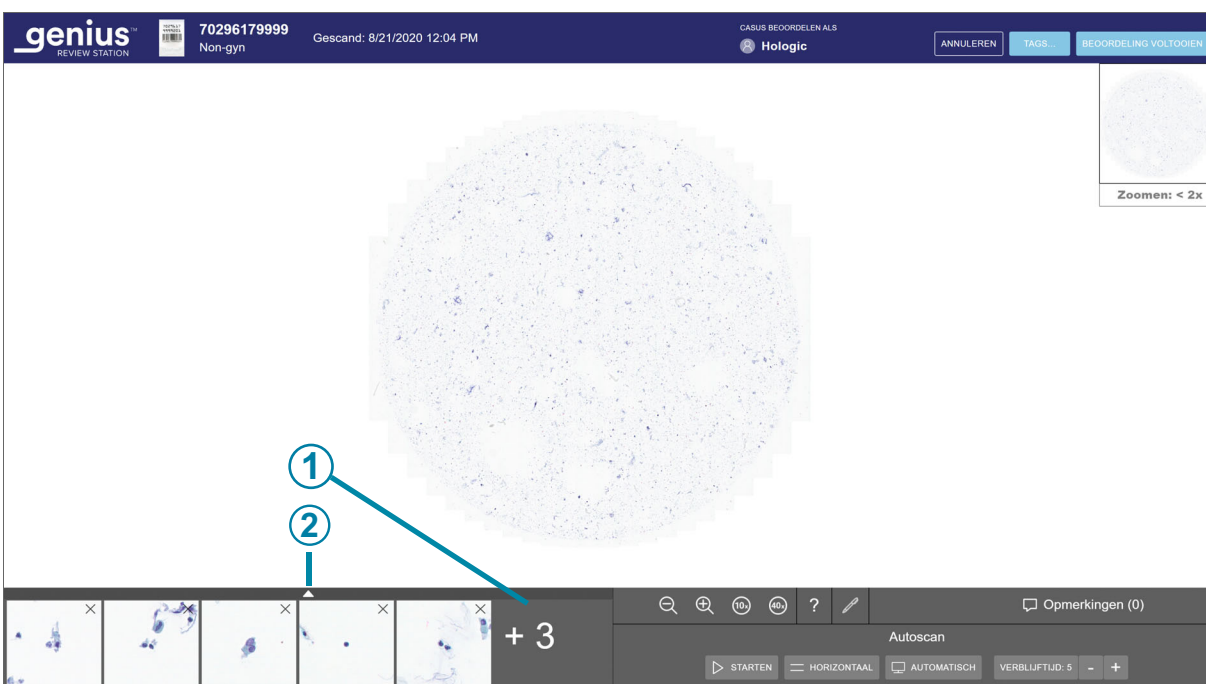 genius™
REVIEW STATION
70296179999
Non-gyn
Gescand: 8/21/2020 12:04 PM
CASUS BEOORDELEN ALS
Hologic
ANNULEREN
TAGS...
BEOORDELING VOLTOOIEN
Zoomen: < 2x
1
2
+ 3
10x
40x
?
Opmerkingen (0)
Autoscan
STARTEN
HORIZONTAAL
AUTOMATISCH
VERBLIJFTIJD: 5
-
+